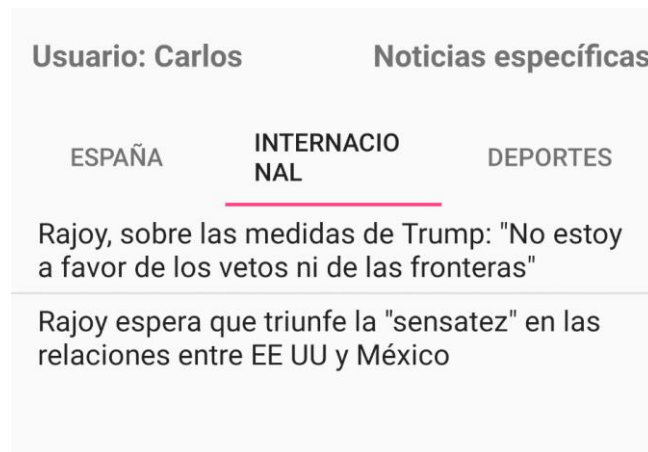 Usuario: Carlos Noticias específicas
ESPAÑA INTERNACIO
NAL DEPORTES
Rajoy, sobre las medidas de Trump: "No estoy
a favor de los vetos ni de las fronteras"
Rajoy espera que triunfe la "sensatez" en las
relaciones entre EE UU y México